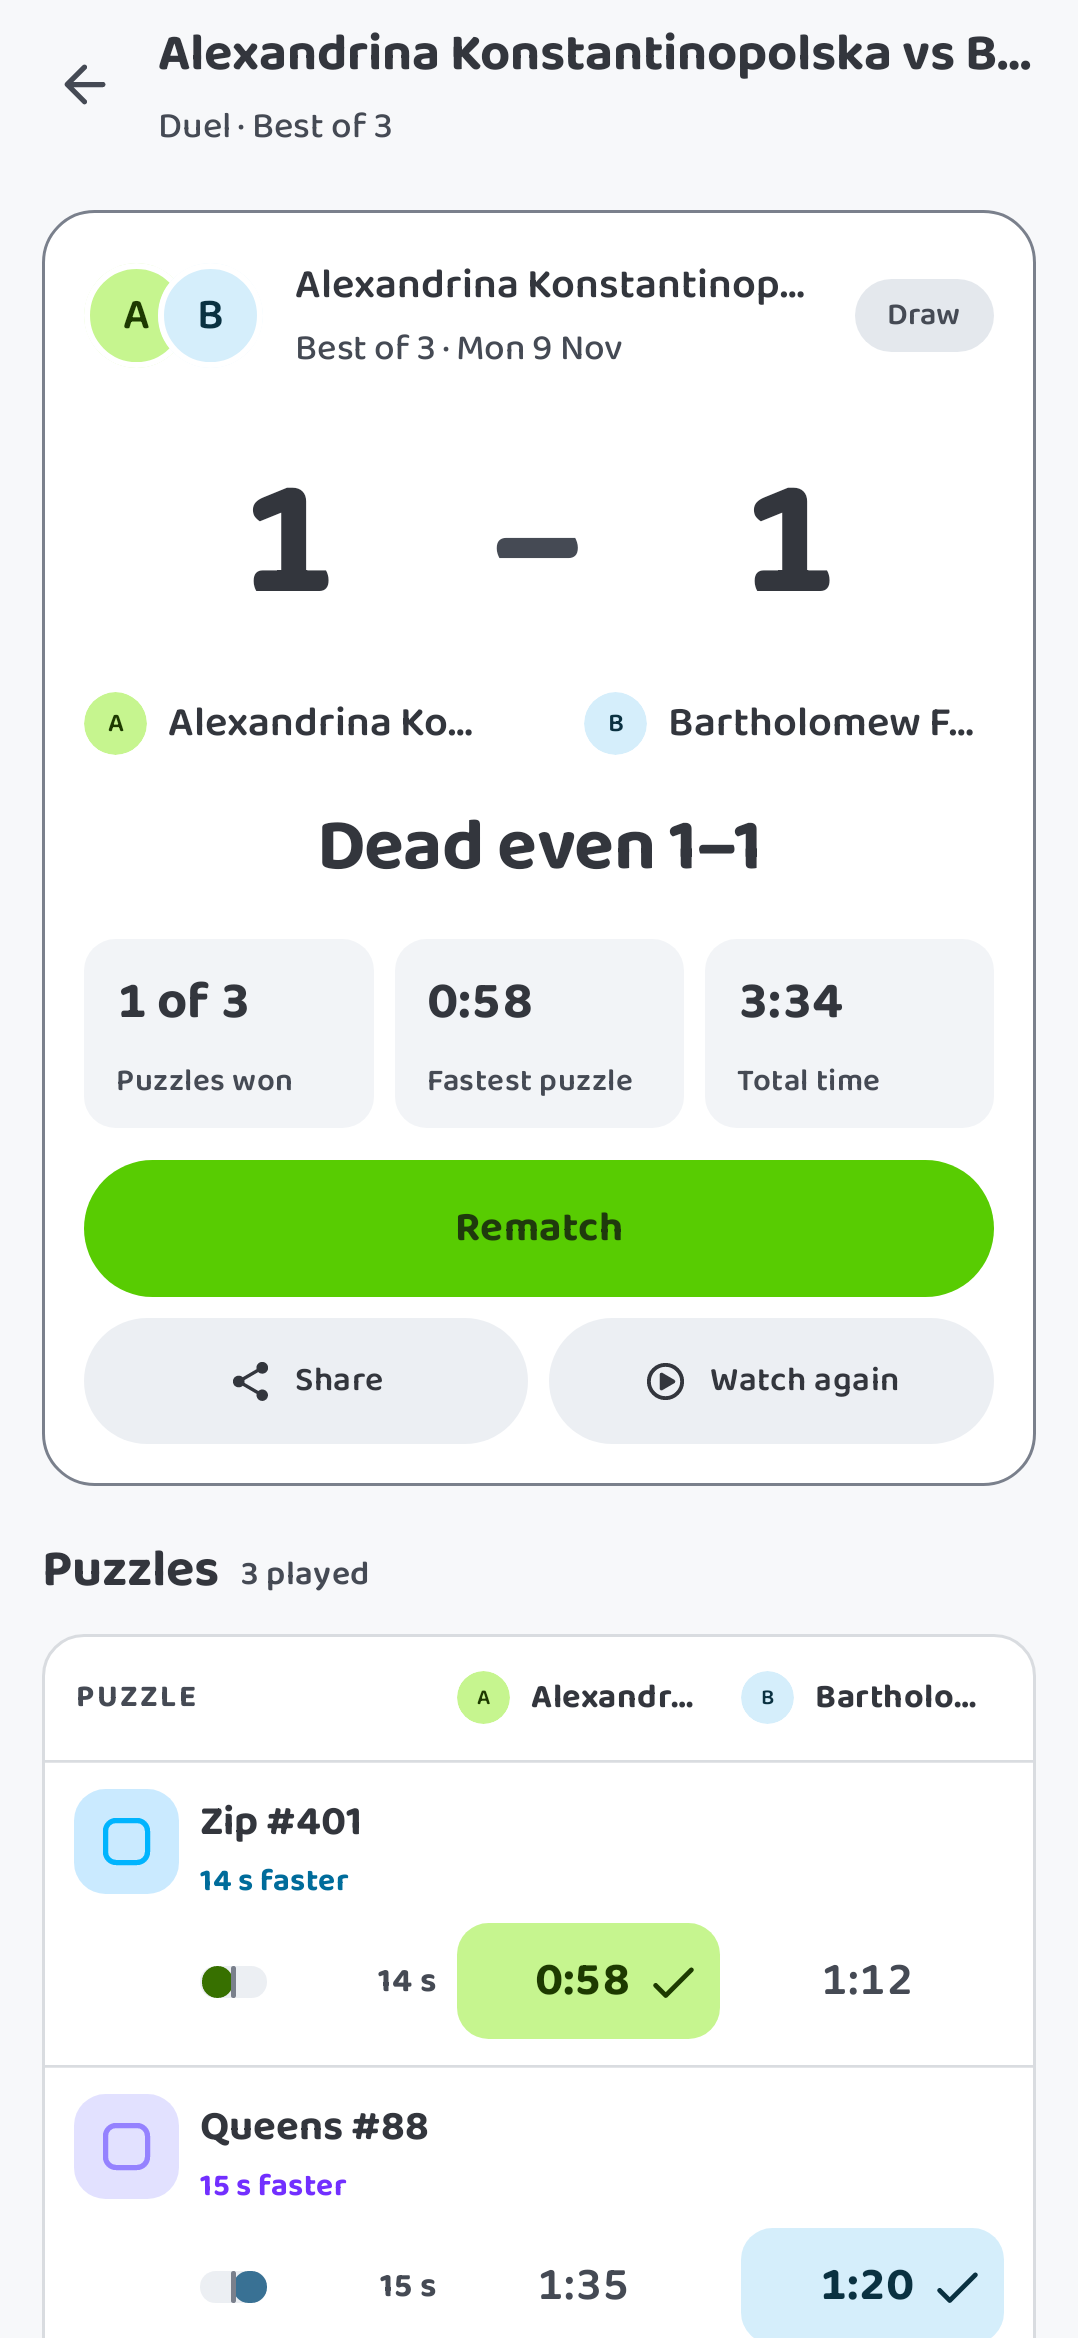 Alexandrina Konstantinopolska vs B...
Duel · Best of 3
A B Alexandrina Konstantinop... Draw
Best of 3 · Mon 9 Nov
1 – 1
A Alexandrina Ko... B Bartholomew F...
Dead even 1–1
1 of 3 0:58 3:34
Puzzles won Fastest puzzle Total time
Rematch
Share Watch again
Puzzles 3 played
PUZZLE A Alexandr... B Bartholo...
Zip #401
14 s faster
14 s 0:58 1:12
Queens #88
15 s faster
15 s 1:35 1:20